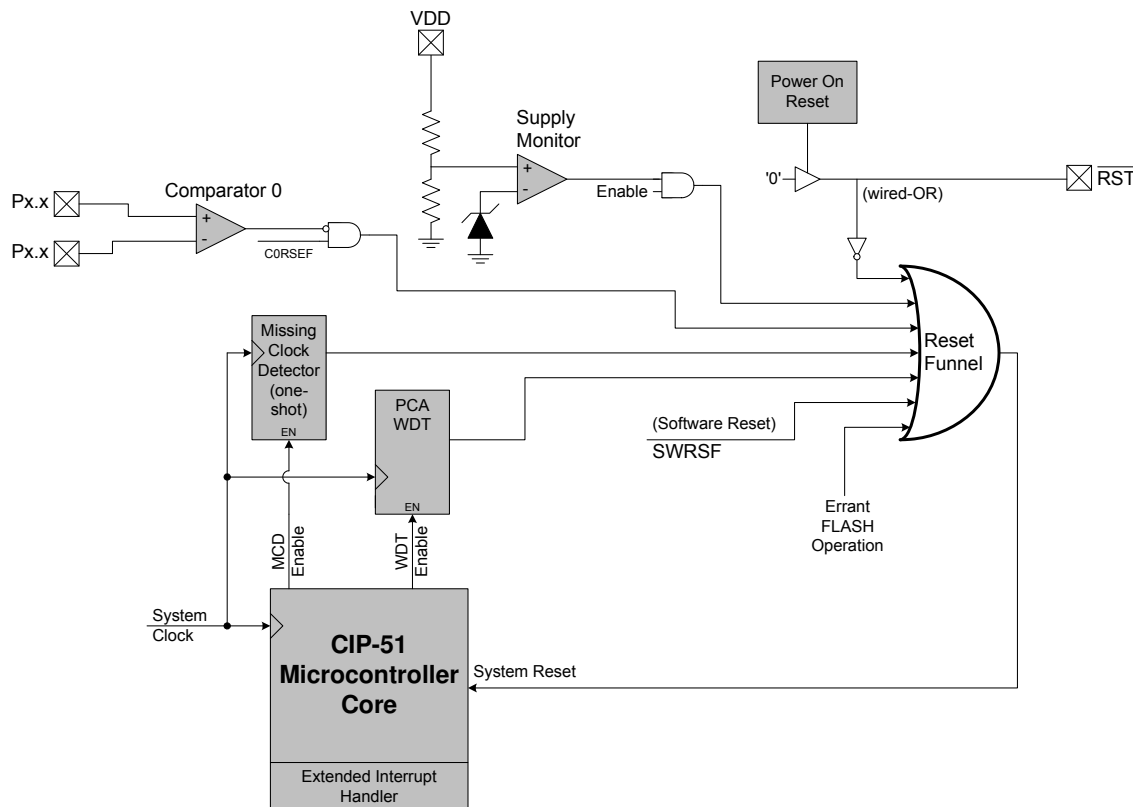 VDD
Power On
Reset
Supply
Monitor
+
-
Enable
'0'
(wired-OR)
RST
Px.x
Px.x
Comparator 0
+
-
C0RSEF
Missing
Clock
Detector
(one-
shot)
EN
PCA
WDT
EN
Reset
Funnel
(Software Reset)
SWRSF
Errant
FLASH
Operation
MCD
Enable
WDT
Enable
System
Clock
CIP-51
Microcontroller
Core
System Reset
Extended Interrupt
Handler